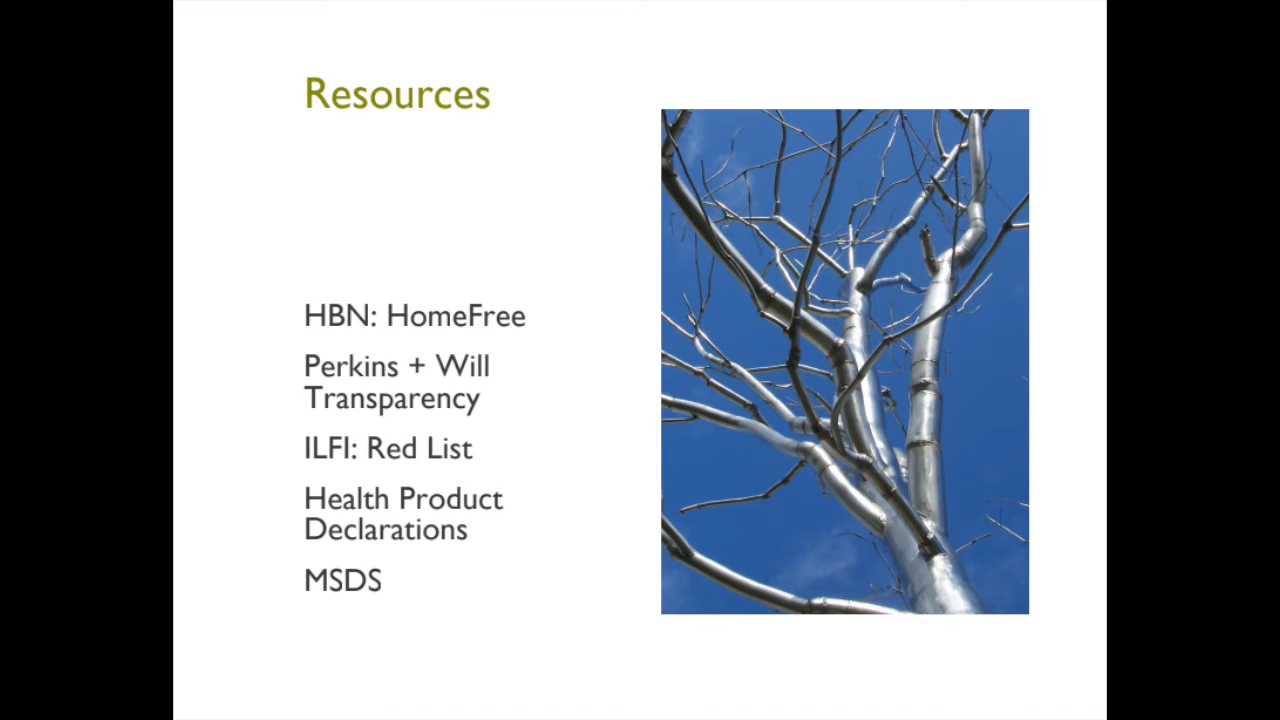 Resources
HBN: HomeFree
Perkins + Will
Transparency
ILFI: Red List
Health Product
Declarations
MSDS